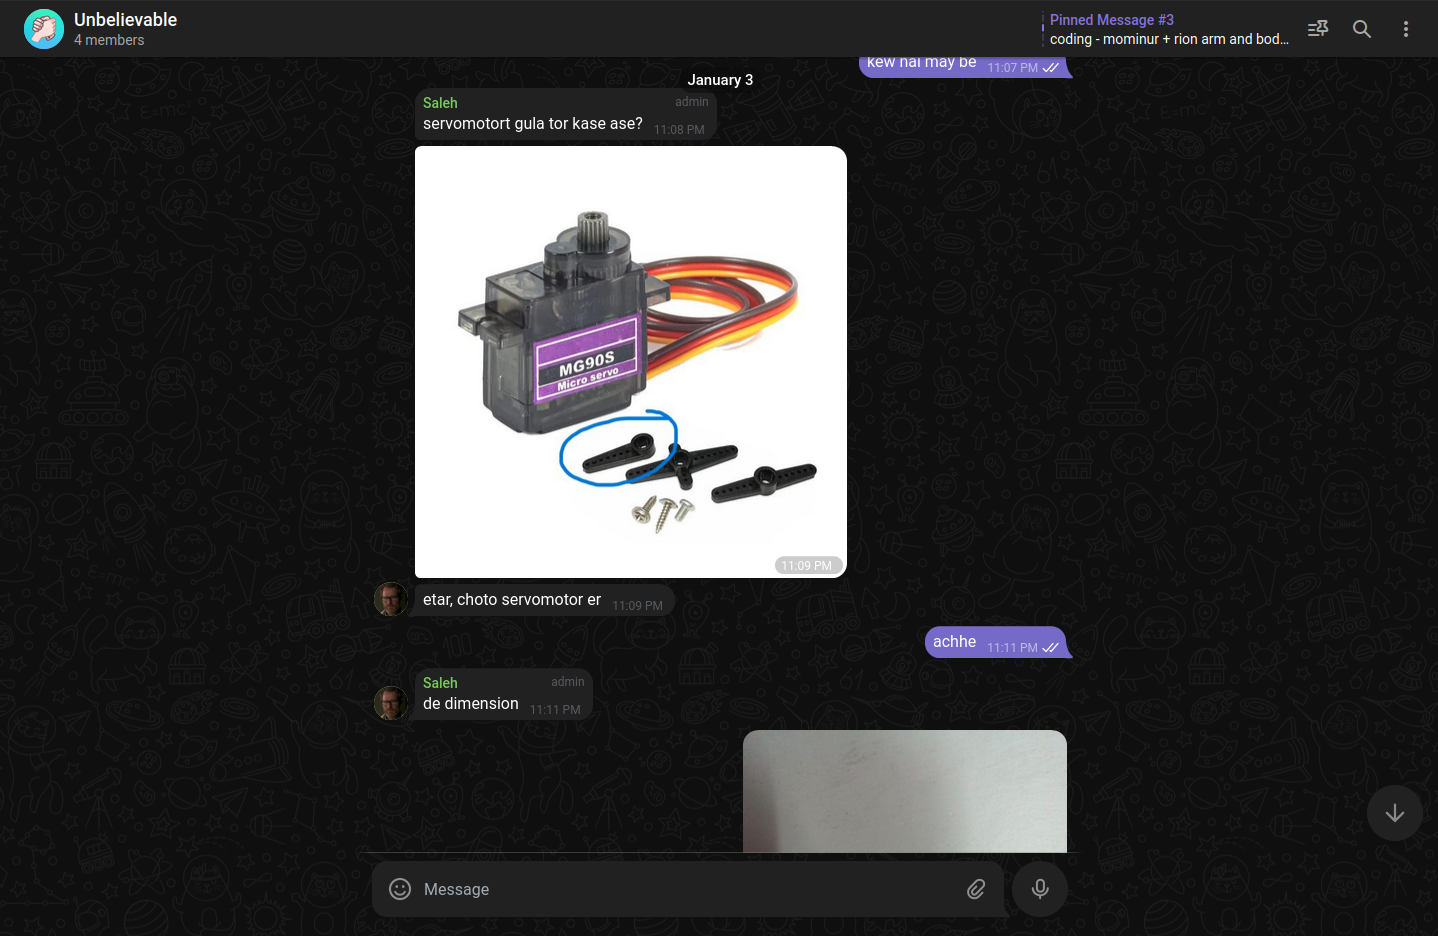 Unbelievable
4 members
Pinned Message #3
coding - mominur + rion arm and bod...
kew nai may be 11:07 PM
January 3
Saleh admin
servomotort gula tor kase ase? 11:08 PM
MG90S
Micro servo
11:09 PM
etar, choto servomotor er 11:09 PM
achhe 11:11 PM
Saleh admin
de dimension 11:11 PM
Message